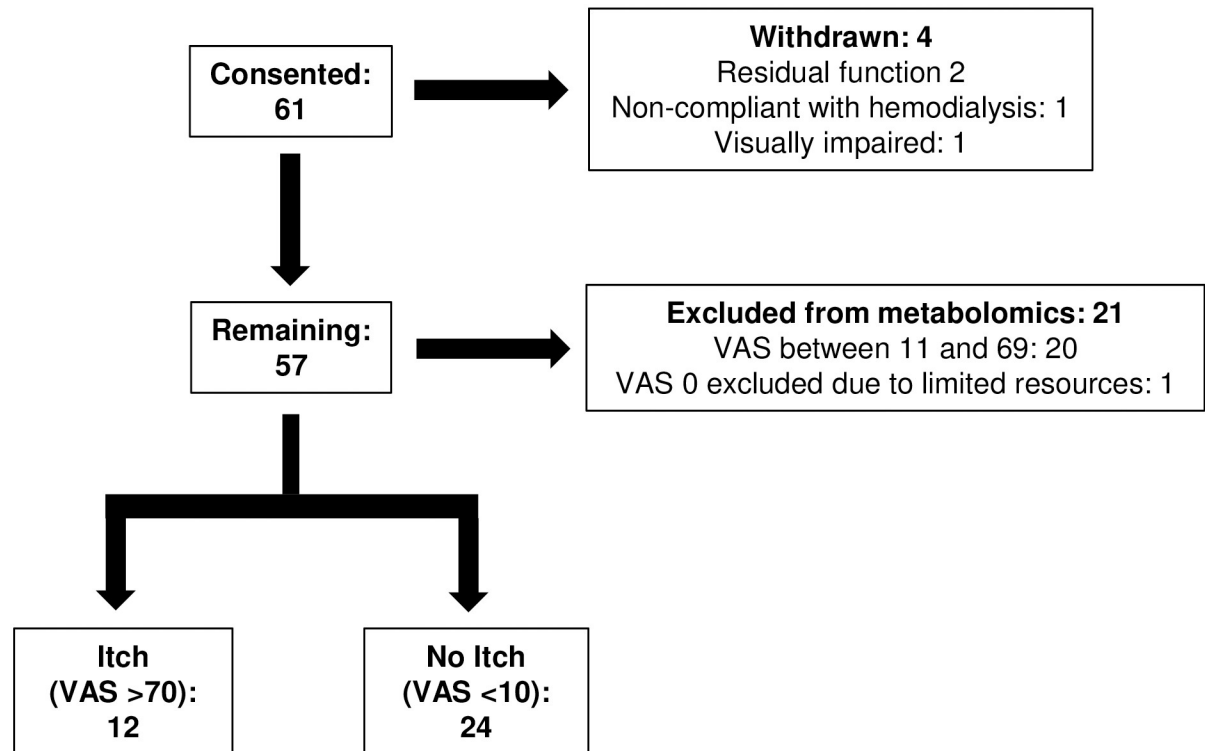 Consented:
61
Withdrawn: 4
Residual function 2
Non-compliant with hemodialysis: 1
Visually impaired: 1
Remaining:
57
Excluded from metabolomics: 21
VAS between 11 and 69: 20
VAS 0 excluded due to limited resources: 1
Itch
(VAS >70):
12
No Itch
(VAS <10):
24